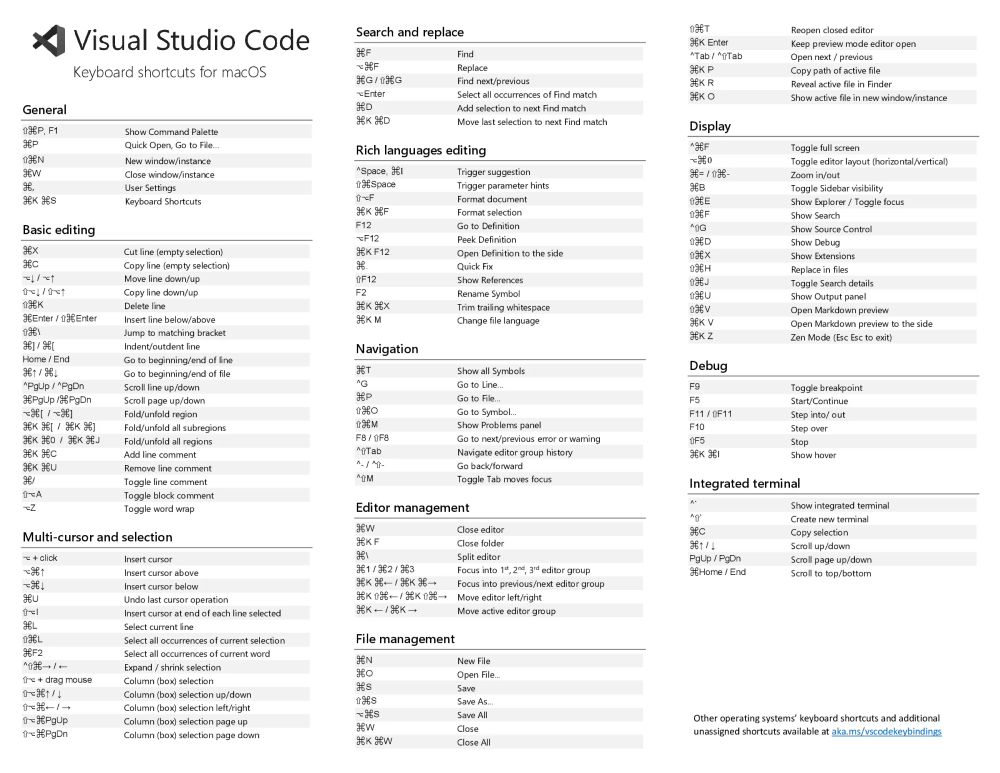 Visual Studio Code
Keyboard shortcuts for macOS
General
⇧⌘P, F1 Show Command Palette
⌘P Quick Open, Go to File...
⇧⌘N New window/instance
⌘W Close window/instance
⌘, User Settings
⌘K ⌘S Keyboard Shortcuts
Basic editing
⌘X Cut line (empty selection)
⌘C Copy line (empty selection)
⌥↓ / ⌥↑ Move line down/up
⇧⌥↓ / ⇧⌥↑ Copy line down/up
⇧⌘K Delete line
⌘Enter / ⇧⌘Enter Insert line below/above
⇧⌘\ Jump to matching bracket
⌘] / ⌘[ Indent/outdent line
Home / End Go to beginning/end of line
⌘↑ / ⌘↓ Go to beginning/end of file
^PgUp / ^PgDn Scroll line up/down
⌘PgUp /⌘PgDn Scroll page up/down
⌥⌘[ / ⌥⌘] Fold/unfold region
⌘K ⌘[ / ⌘K ⌘] Fold/unfold all subregions
⌘K ⌘0 / ⌘K ⌘J Fold/unfold all regions
⌘K ⌘C Add line comment
⌘K ⌘U Remove line comment
⌘/ Toggle line comment
⇧⌥A Toggle block comment
⌥Z Toggle word wrap
Multi-cursor and selection
⌥ + click Insert cursor
⌥⌘↑ Insert cursor above
⌥⌘↓ Insert cursor below
⌘U Undo last cursor operation
⇧⌥I Insert cursor at end of each line selected
⌘L Select current line
⇧⌘L Select all occurrences of current selection
⌘F2 Select all occurrences of current word
^⇧⌘→ / ← Expand / shrink selection
⇧⌥ + drag mouse Column (box) selection
⇧⌥⌘↑ / ↓ Column (box) selection up/down
⇧⌥⌘← / → Column (box) selection left/right
⇧⌥⌘PgUp Column (box) selection page up
⇧⌥⌘PgDn Column (box) selection page down
Search and replace
⌘F Find
⌥⌘F Replace
⌘G / ⇧⌘G Find next/previous
⌥Enter Select all occurrences of Find match
⌘D Add selection to next Find match
⌘K ⌘D Move last selection to next Find match
Rich languages editing
^Space, ⌘I Trigger suggestion
⇧⌘Space Trigger parameter hints
⇧⌥F Format document
⌘K ⌘F Format selection
F12 Go to Definition
⌥F12 Peek Definition
⌘K F12 Open Definition to the side
⌘. Quick Fix
⇧F12 Show References
F2 Rename Symbol
⌘K ⌘X Trim trailing whitespace
⌘K M Change file language
Navigation
⌘T Show all Symbols
^G Go to Line...
⌘P Go to File...
⇧⌘O Go to Symbol...
⇧⌘M Show Problems panel
F8 / ⇧F8 Go to next/previous error or warning
^⇧Tab Navigate editor group history
^- / ^⇧- Go back/forward
^⇧M Toggle Tab moves focus
Editor management
⌘W Close editor
⌘K F Close folder
⌘\ Split editor
⌘1 / ⌘2 / ⌘3 Focus into 1st, 2nd, 3rd editor group
⌘K ⌘← / ⌘K ⌘→ Focus into previous/next editor group
⌘K ⇧⌘← / ⌘K ⇧⌘→ Move editor left/right
⌘K ← / ⌘K → Move active editor group
File management
⌘N New File
⌘O Open File...
⌘S Save
⇧⌘S Save As...
⌥⌘S Save All
⌘W Close
⌘K ⌘W Close All
⇧⌘T Reopen closed editor
⌘K Enter Keep preview mode editor open
^Tab / ^⇧Tab Open next / previous
⌘K P Copy path of active file
⌘K R Reveal active file in Finder
⌘K O Show active file in new window/instance
Display
^⌘F Toggle full screen
⌥⌘0 Toggle editor layout (horizontal/vertical)
⌘= / ⇧⌘- Zoom in/out
⌘B Toggle Sidebar visibility
⇧⌘E Show Explorer / Toggle focus
⇧⌘F Show Search
^⇧G Show Source Control
⇧⌘D Show Debug
⇧⌘X Show Extensions
⇧⌘H Replace in files
⇧⌘J Toggle Search details
⇧⌘U Show Output panel
⇧⌘V Open Markdown preview
⌘K V Open Markdown preview to the side
⌘K Z Zen Mode (Esc Esc to exit)
Debug
F9 Toggle breakpoint
F5 Start/Continue
F11 / ⇧F11 Step into/ out
F10 Step over
⇧F5 Stop
⌘K ⌘I Show hover
Integrated terminal
^` Show integrated terminal
^⇧` Create new terminal
⌘C Copy selection
⌘↑ / ↓ Scroll up/down
PgUp / PgDn Scroll page up/down
⌘Home / End Scroll to top/bottom
Other operating systems' keyboard shortcuts and additional
unassigned shortcuts available at aka.ms/vscodekeybindings